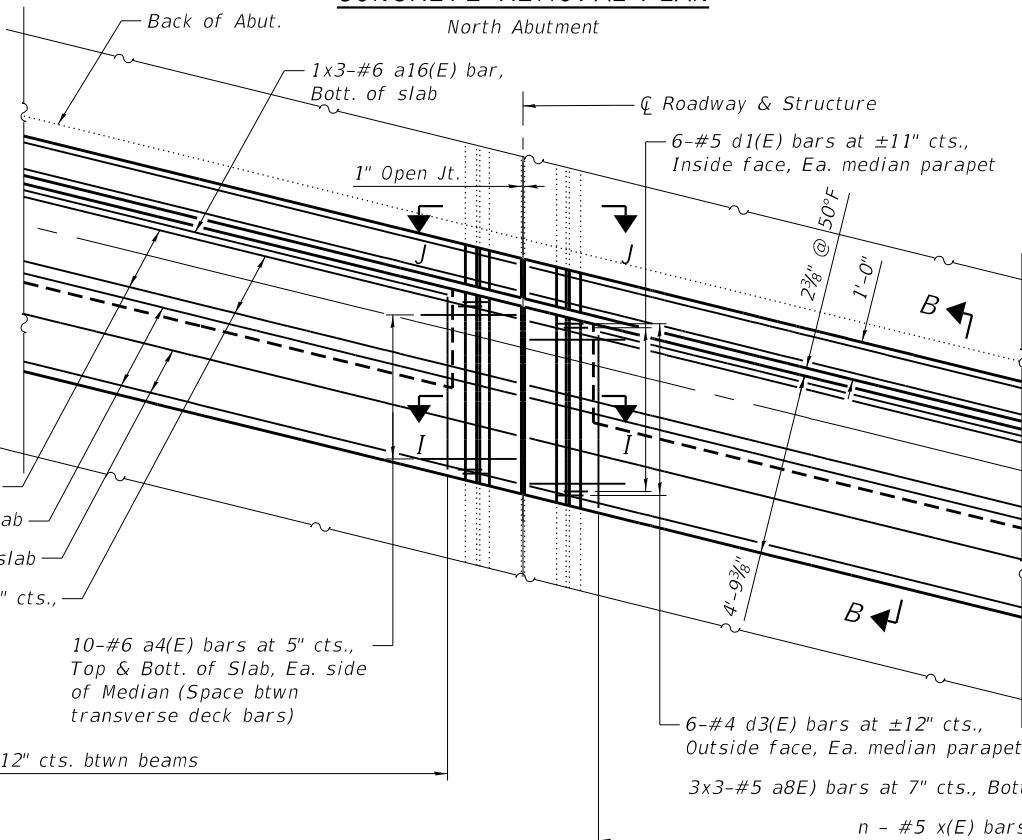 North Abutment
Back of Abut.
1x3-#6 a16(E) bar,
Bott. of slab
℄ Roadway & Structure
6-#5 d1(E) bars at ±11" cts.,
Inside face, Ea. median parapet
1" Open Jt.
2⅜" @ 50°F
1'-0"
J
J
B
I
I
ab
slab
" cts.,
4'-9⅜"
B
10-#6 a4(E) bars at 5" cts.,
Top & Bott. of Slab, Ea. side
of Median (Space btwn
transverse deck bars)
6-#4 d3(E) bars at ±12" cts.,
Outside face, Ea. median parapet
12" cts. btwn beams
3x3-#5 a8E) bars at 7" cts., Bott
n - #5 x(E) bars